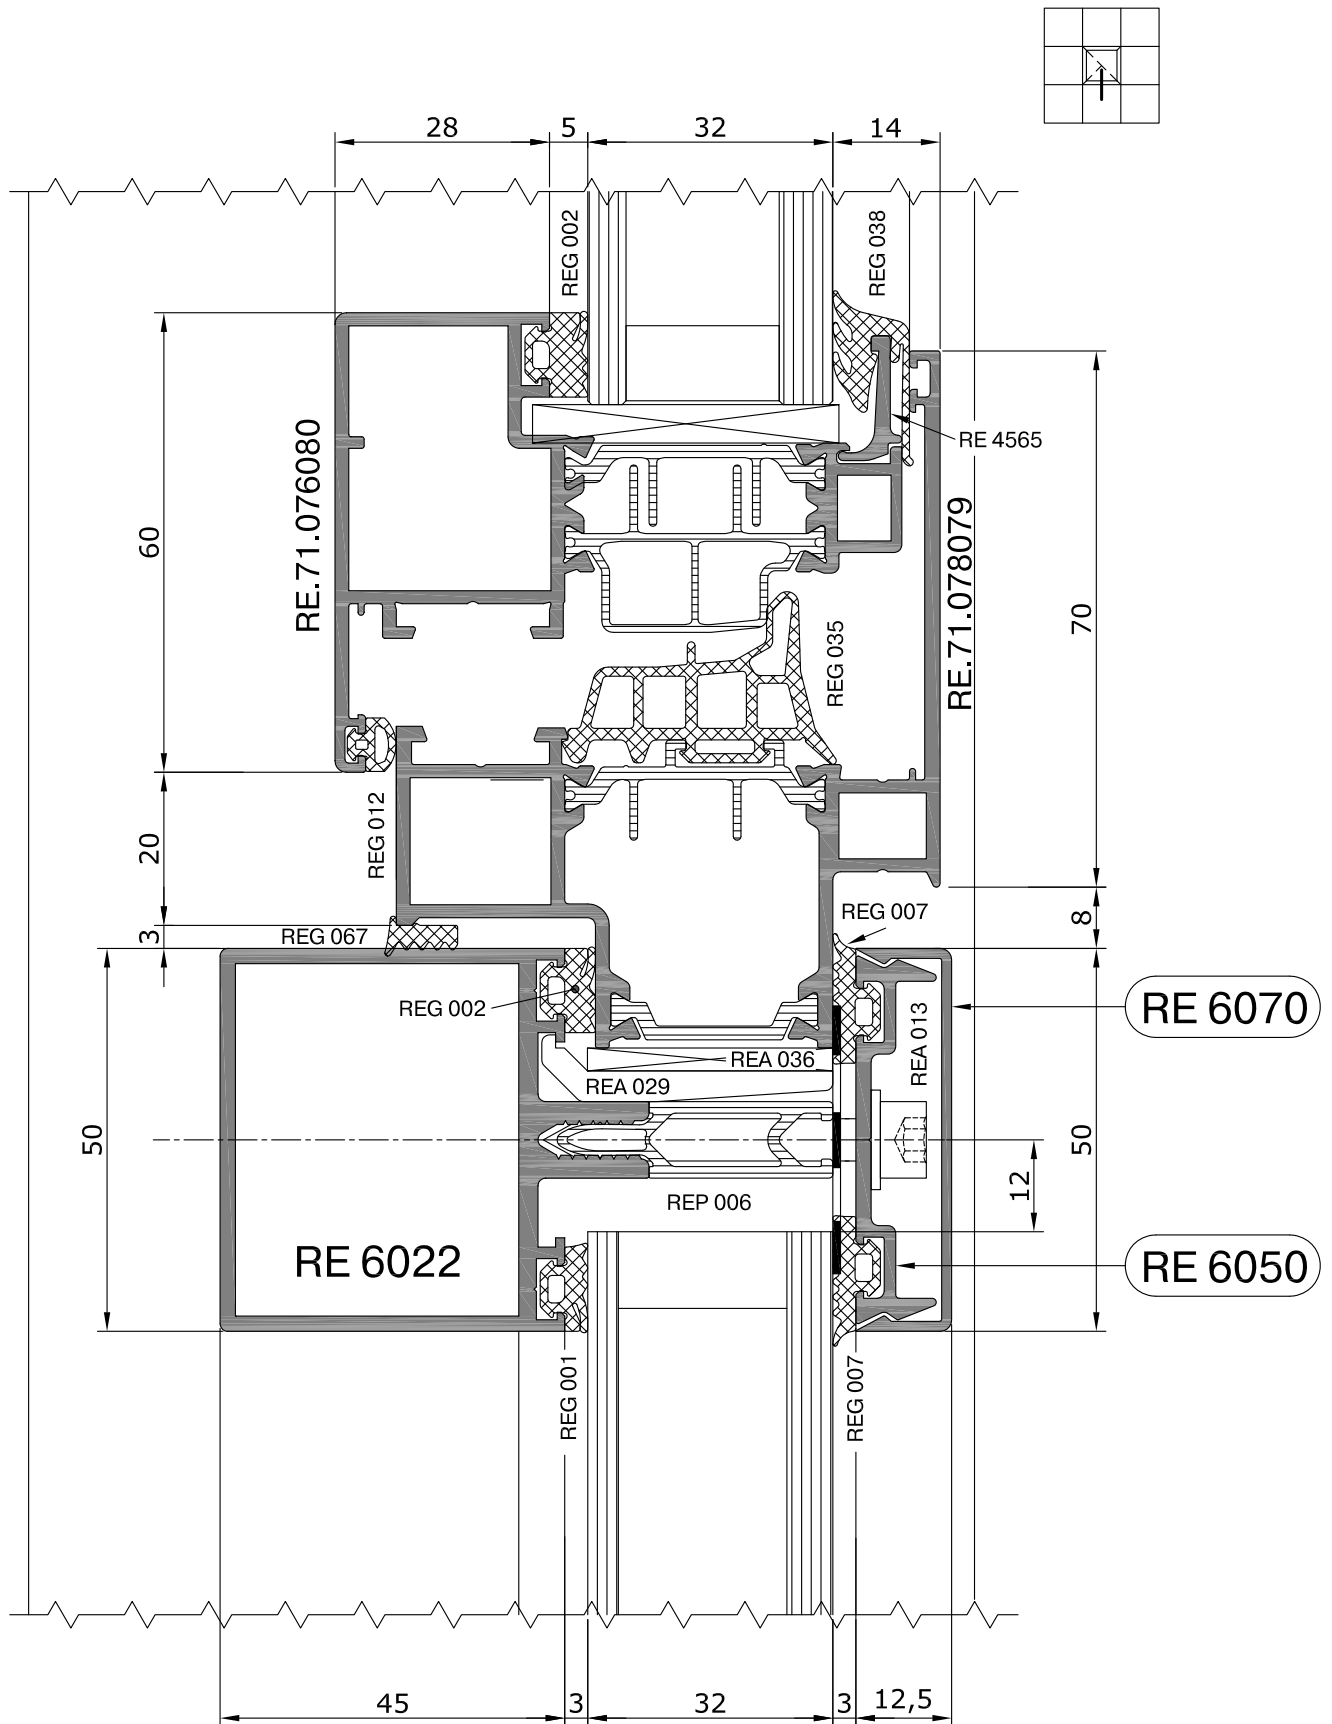 28
5
32
14
REG 002
REG 038
RE 4565
RE.71.076080
60
RE.71.078079
70
REG 035
REG 012
20
REG 007
8
REG 067
3
REG 002
RE 6070
REA 013
REA 036
REA 029
50
50
12
REP 006
RE 6022
RE 6050
REG 001
REG 007
45
3
32
3
12,5